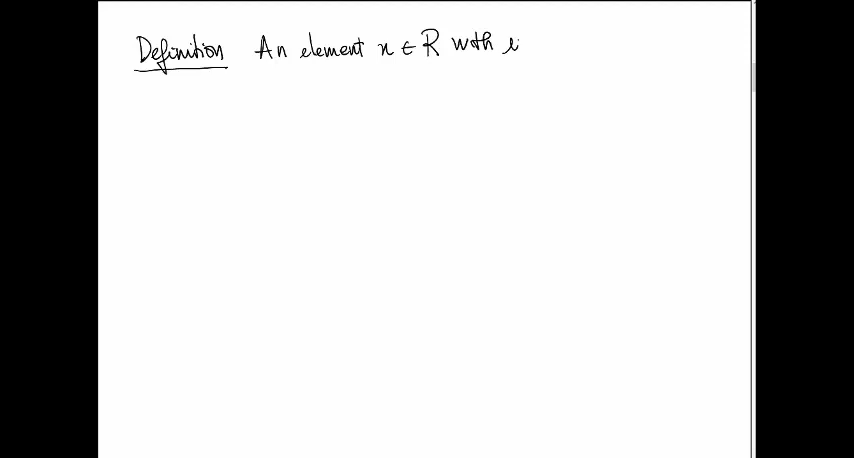 Definition An element x ∈ R with